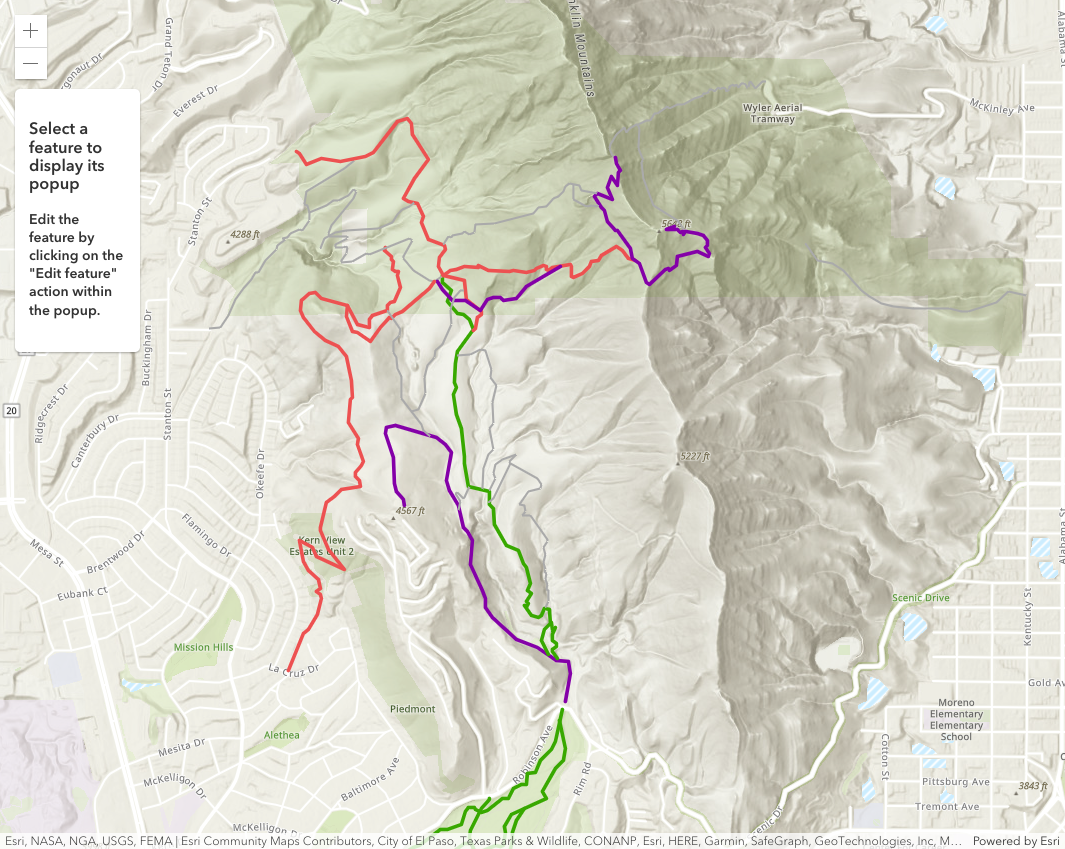 +
Grand Teton Dr
Everest Dr
klin Mountains
Wyler Aerial
Tramway
McKinley Ave
Alabama St
Select a
feature to
display its
popup
Edit the
feature by
clicking on the
"Edit feature"
action within
the popup.
Stanton St
4288 ft
5642 ft
Buckingham Dr
Stanton St
Ridgecrest Dr
20
Canterbury Dr
Okeefe Dr
5227 ft
4567 ft
Flamingo Dr
Mesa St
Brentwood Dr
Kern View
Estates Unit 2
Alabama St
Eubank Ct
Scenic Drive
Kentucky St
Mission Hills
La Cruz Dr
Gold Av
Piedmont
Moreno
Elementary
Elementary
School
Alethea
Mesita Dr
Robinson Ave
Rim Rd
Cotton St
McKelligon Dr
Baltimore Ave
Pittsburg Ave
3843 ft
Tremont Ave
McKelligon D
cenic Dr
Esri, NASA, NGA, USGS, FEMA | Esri Community Maps Contributors, City of El Paso, Texas Parks & Wildlife, CONANP, Esri, HERE, Garmin, SafeGraph, GeoTechnologies, Inc, M...
Powered by Esri